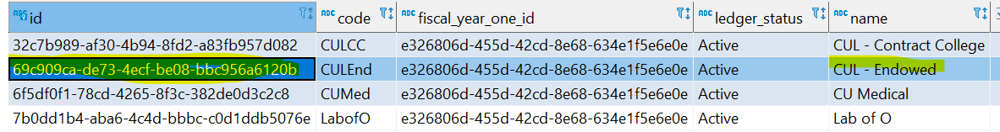 id code fiscal_year_one_id ledger_status name
32c7b989-af30-4b94-8fd2-a83fb957d082 CULCC e326806d-455d-42cd-8e68-634e1f5e6e0e Active CUL - Contract College
69c909ca-de73-4ecf-be08-bbc956a6120b CULEnd e326806d-455d-42cd-8e68-634e1f5e6e0e Active CUL - Endowed
6f5df0f1-78cd-4265-8f3c-382de0d3c2c8 CUMed e326806d-455d-42cd-8e68-634e1f5e6e0e Active CU Medical
7b0dd1b4-aba6-4c4d-bbbc-c0d1ddb5076e LabofO e326806d-455d-42cd-8e68-634e1f5e6e0e Active Lab of O